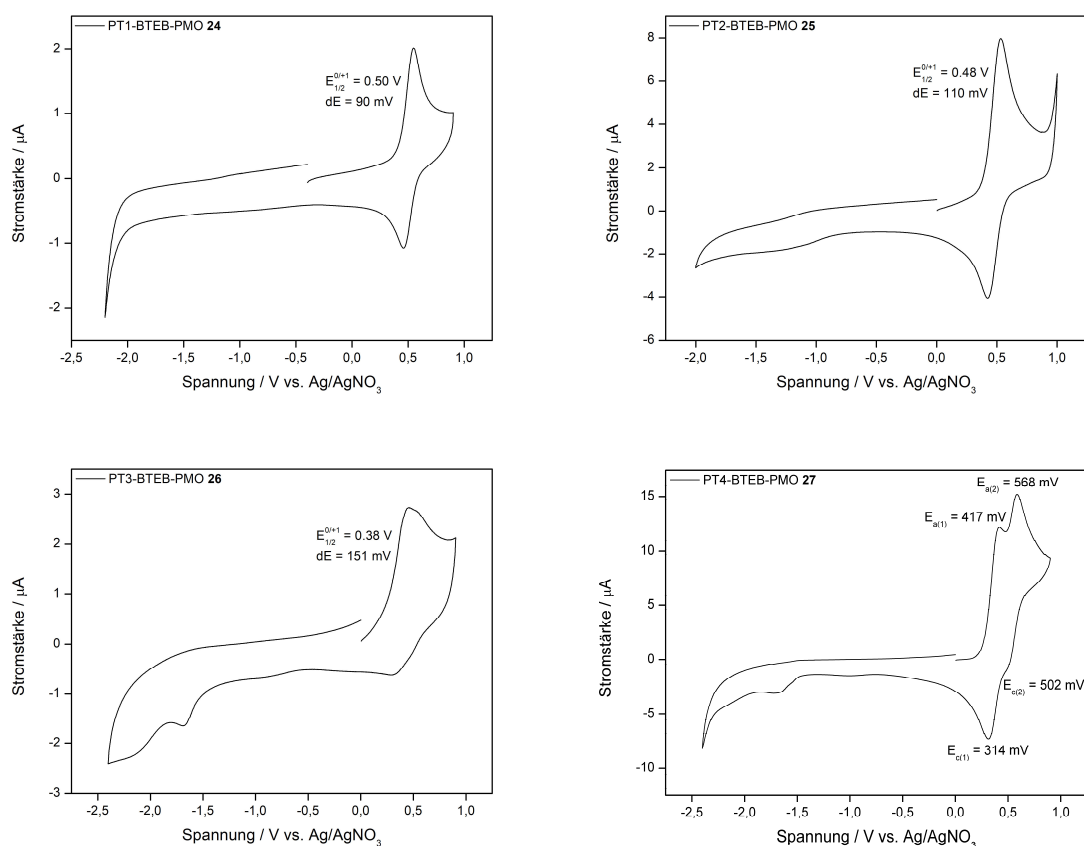 PT1-BTEB-PMO 24
E1/2^0/+1 = 0.50 V
dE = 90 mV
Stromstärke / μA
2
1
0
-1
-2
-2,5 -2,0 -1,5 -1,0 -0,5 0,0 0,5 1,0
Spannung / V vs. Ag/AgNO3
PT2-BTEB-PMO 25
E1/2^0/+1 = 0.48 V
dE = 110 mV
Stromstärke / μA
8
6
4
2
0
-2
-4
-6
-2,0 -1,5 -1,0 -0,5 0,0 0,5 1,0
Spannung / V vs. Ag/AgNO3
PT3-BTEB-PMO 26
E1/2^0/+1 = 0.38 V
dE = 151 mV
Stromstärke / μA
3
2
1
0
-1
-2
-3
-2,5 -2,0 -1,5 -1,0 -0,5 0,0 0,5 1,0
Spannung / V vs. Ag/AgNO3
PT4-BTEB-PMO 27
Ea(2) = 568 mV
Ea(1) = 417 mV
Ec(2) = 502 mV
Ec(1) = 314 mV
Stromstärke / μA
15
10
5
0
-5
-10
-2,5 -2,0 -1,5 -1,0 -0,5 0,0 0,5 1,0
Spannung / V vs. Ag/AgNO3